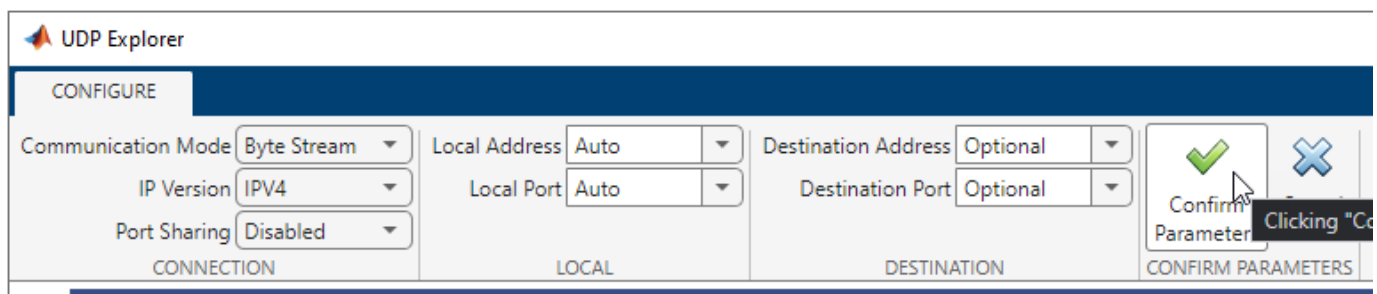 UDP Explorer
CONFIGURE
Communication Mode Byte Stream
IP Version IPV4
Port Sharing Disabled
CONNECTION
Local Address Auto
Local Port Auto
LOCAL
Destination Address Optional
Destination Port Optional
DESTINATION
Confirm
Parameter
Clicking "Co
CONFIRM PARAMETERS